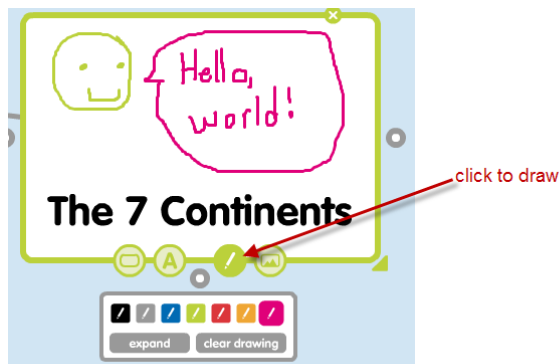 Hello,
world!
click to draw
The 7 Continents
A
expand clear drawing